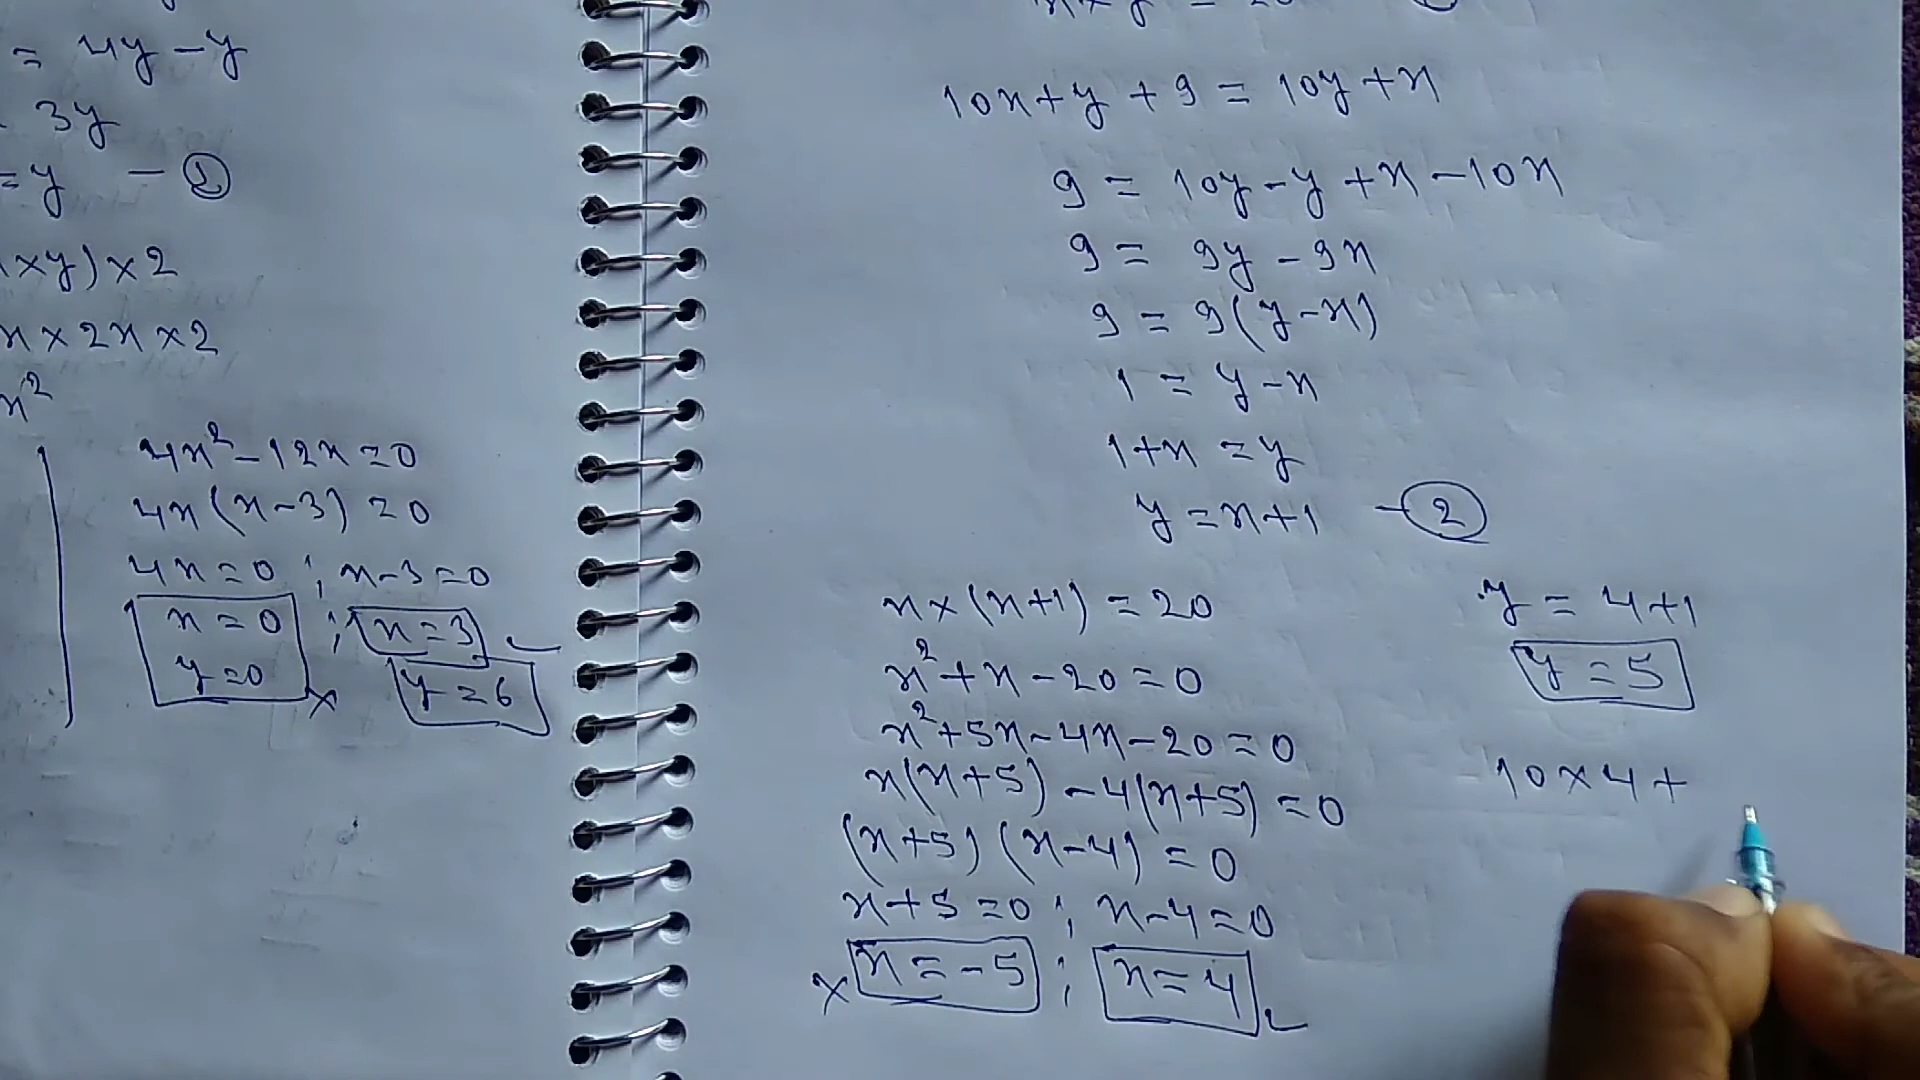 = 4y - y
3y
= y - ②
xy) × 2
x × 2x × 2
x²
4x² - 12x = 0
4x (x - 3) = 0
4x = 0 ; x - 3 = 0
x = 0 ; x = 3
y = 0 × y = 6
10x + y + 9 = 10y + x
9 = 10y - y + x - 10x
9 = 9y - 9x
9 = 9(y - x)
1 = y - x
1 + x = y
y = x + 1 - ②
x × (x + 1) = 20
x² + x - 20 = 0
x² + 5x - 4x - 20 = 0
x(x + 5) - 4(x + 5) = 0
(x + 5) (x - 4) = 0
x + 5 = 0 ; x - 4 = 0
× x = -5 ; x = 4
y = 4 + 1
y = 5
10 × 4 +